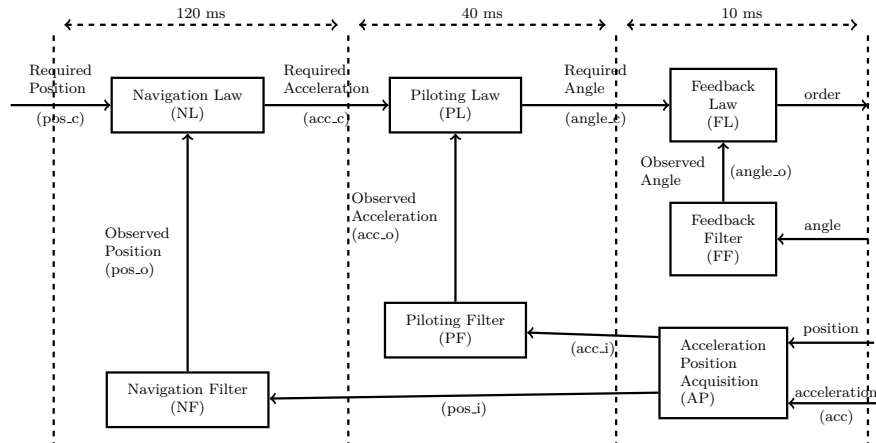 120 ms
40 ms
10 ms
Required
Position
(pos_c)
Navigation Law
(NL)
Required
Acceleration
(acc_c)
Piloting Law
(PL)
Required
Angle
(angle_c)
Feedback
Law
(FL)
order
Observed
Angle
(angle_o)
Observed
Acceleration
(acc_o)
Observed
Position
(pos_o)
Feedback
Filter
(FF)
angle
Piloting Filter
(PF)
(acc_i)
Acceleration
Position
Acquisition
(AP)
position
acceleration
(acc)
Navigation Filter
(NF)
(pos_i)